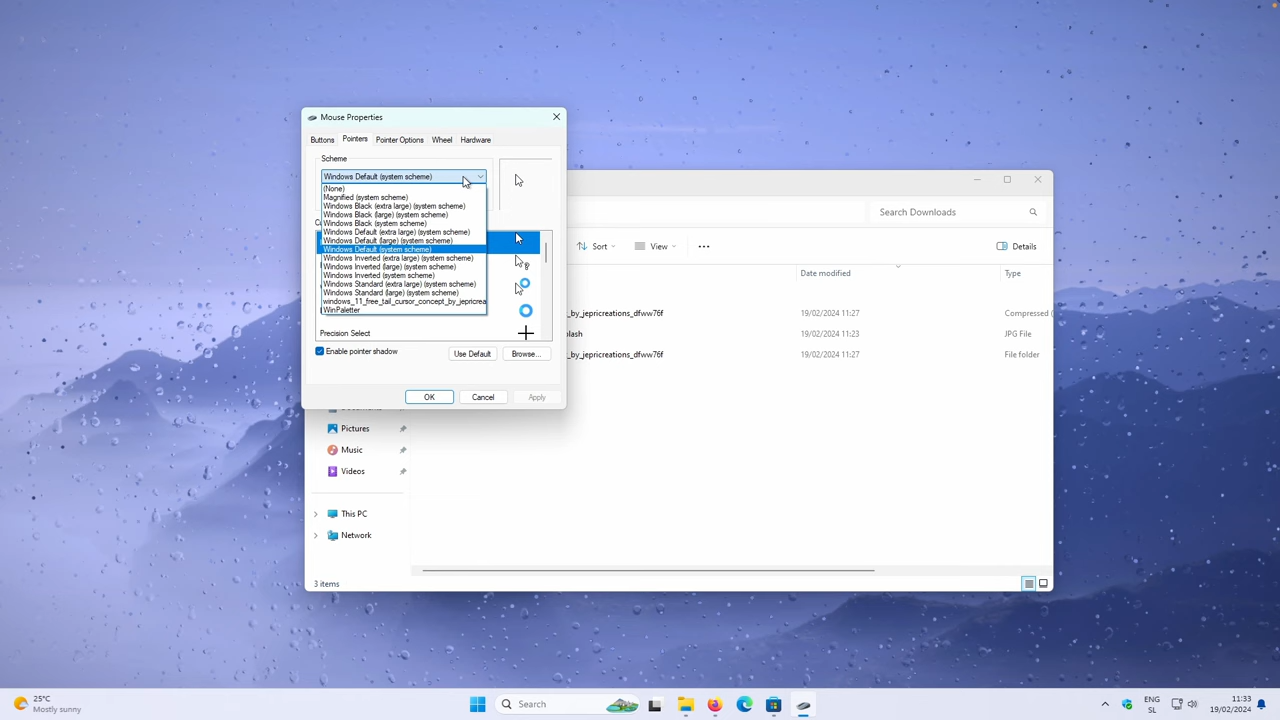 Mouse Properties
Buttons
Pointers
Pointer Options
Wheel
Hardware
Scheme
Windows Default (system scheme)
(None)
Magnified (system scheme)
Windows Black (extra large) (system scheme)
Windows Black (large) (system scheme)
Windows Black (system scheme)
Windows Default (extra large) (system scheme)
Windows Default (large) (system scheme)
Windows Default (system scheme)
Windows Inverted (extra large) (system scheme)
Windows Inverted (large) (system scheme)
Windows Inverted (system scheme)
Windows Standard (extra large) (system scheme)
Windows Standard (large) (system scheme)
windows_11_free_tail_cursor_concept_by_jepricrea
WinPaletter
Precision Select
Enable pointer shadow
Use Default
Browse...
OK
Cancel
Apply
Search Downloads
Sort
View
Details
Date modified
Type
_by_jepricreations_dfww76f
19/02/2024 11:27
Compressed (
plash
19/02/2024 11:23
JPG File
_by_jepricreations_dfww76f
19/02/2024 11:27
File folder
Pictures
Music
Videos
This PC
Network
3 items
25°C
Mostly sunny
Search
ENG
SL
11:33
19/02/2024